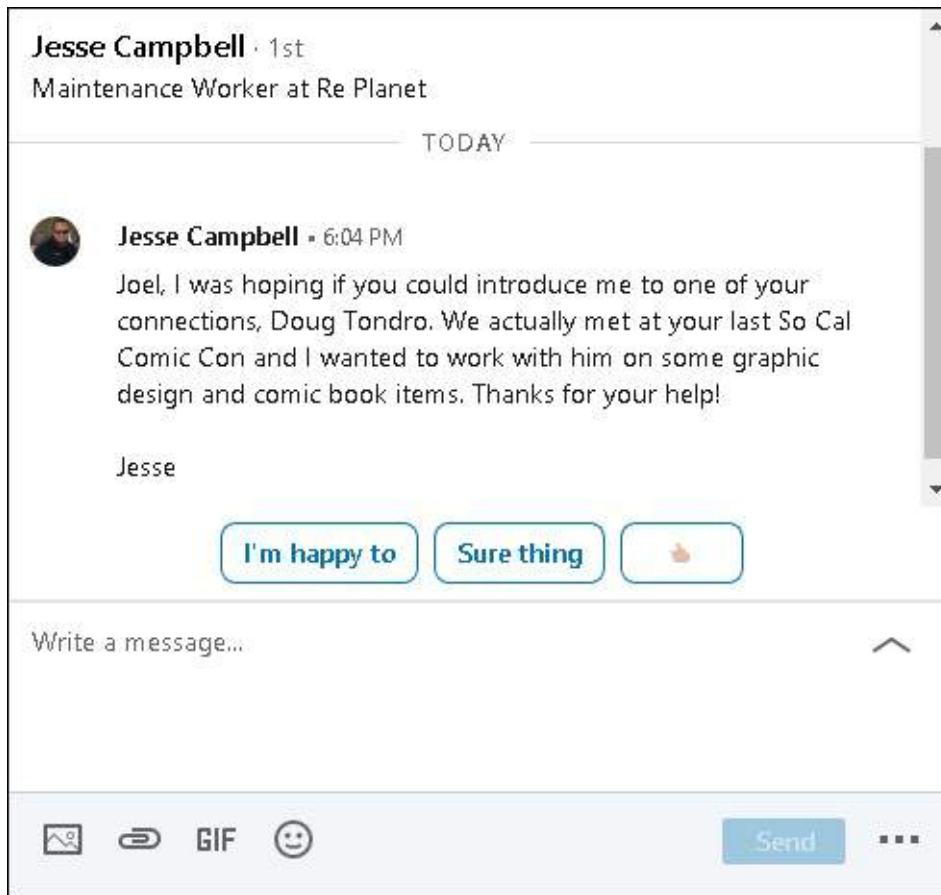 Jesse Campbell · 1st
Maintenance Worker at Re Planet
TODAY
Jesse Campbell • 6:04 PM
Joel, I was hoping if you could introduce me to one of your
connections, Doug Tondro. We actually met at your last So Cal
Comic Con and I wanted to work with him on some graphic
design and comic book items. Thanks for your help!
Jesse
I'm happy to
Sure thing
Write a message...
GIF
Send